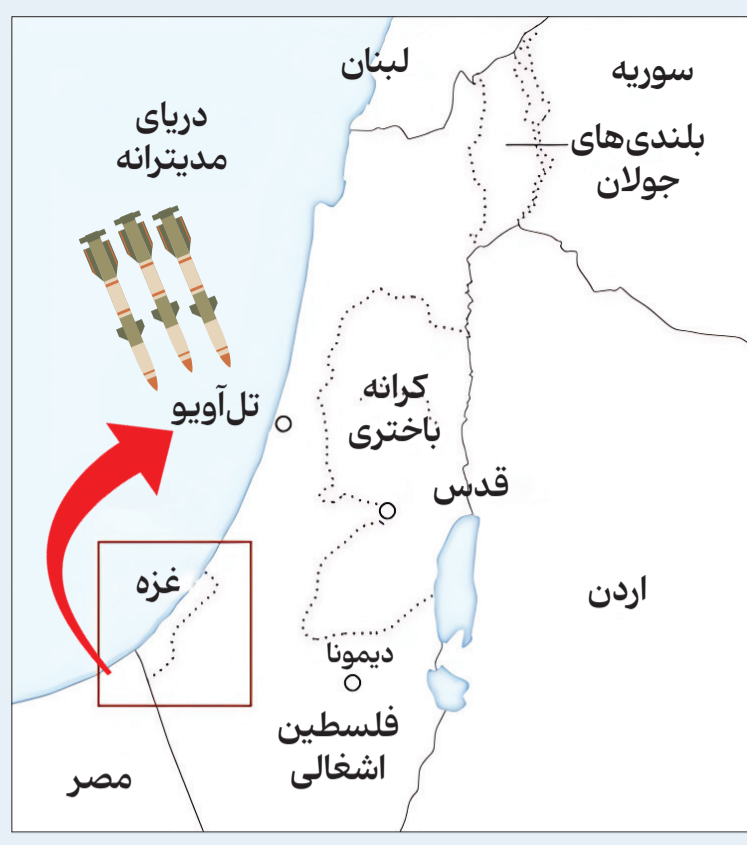 لبنان
سوریه
دریای
مدیترانه
بلندی‌های
جولان
کرانه
باختری
تل‌آویو
قدس
غزه
اردن
دیمونا
فلسطین
اشغالی
مصر